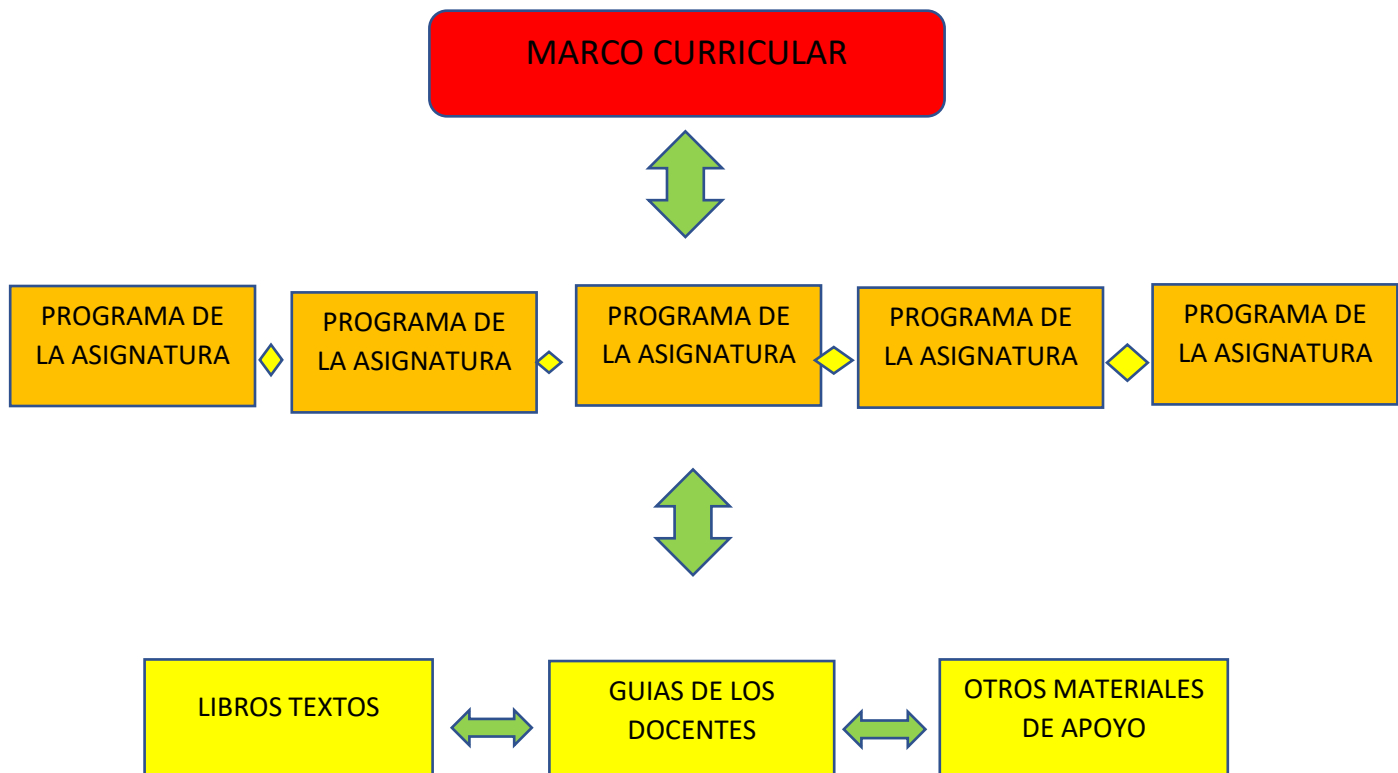 MARCO CURRICULAR
PROGRAMA DE
LA ASIGNATURA
PROGRAMA DE
LA ASIGNATURA
PROGRAMA DE
LA ASIGNATURA
PROGRAMA DE
LA ASIGNATURA
PROGRAMA DE
LA ASIGNATURA
LIBROS TEXTOS
GUIAS DE LOS
DOCENTES
OTROS MATERIALES
DE APOYO